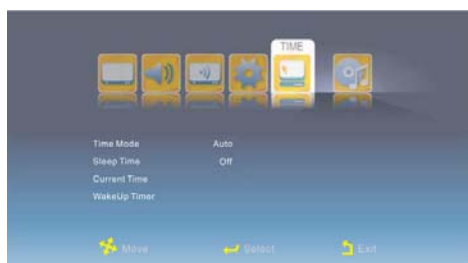 TIME
Time Mode Auto
Sleep Time Off
Current Time
WakeUp Timer
Move Select Exit